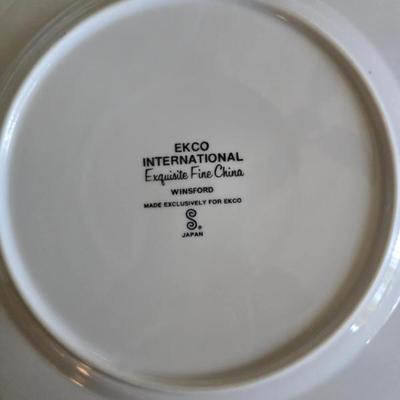 EKCO
INTERNATIONAL
Exquisite Fine China
WINSFORD
MADE EXCLUSIVELY FOR EKCO
S®
JAPAN